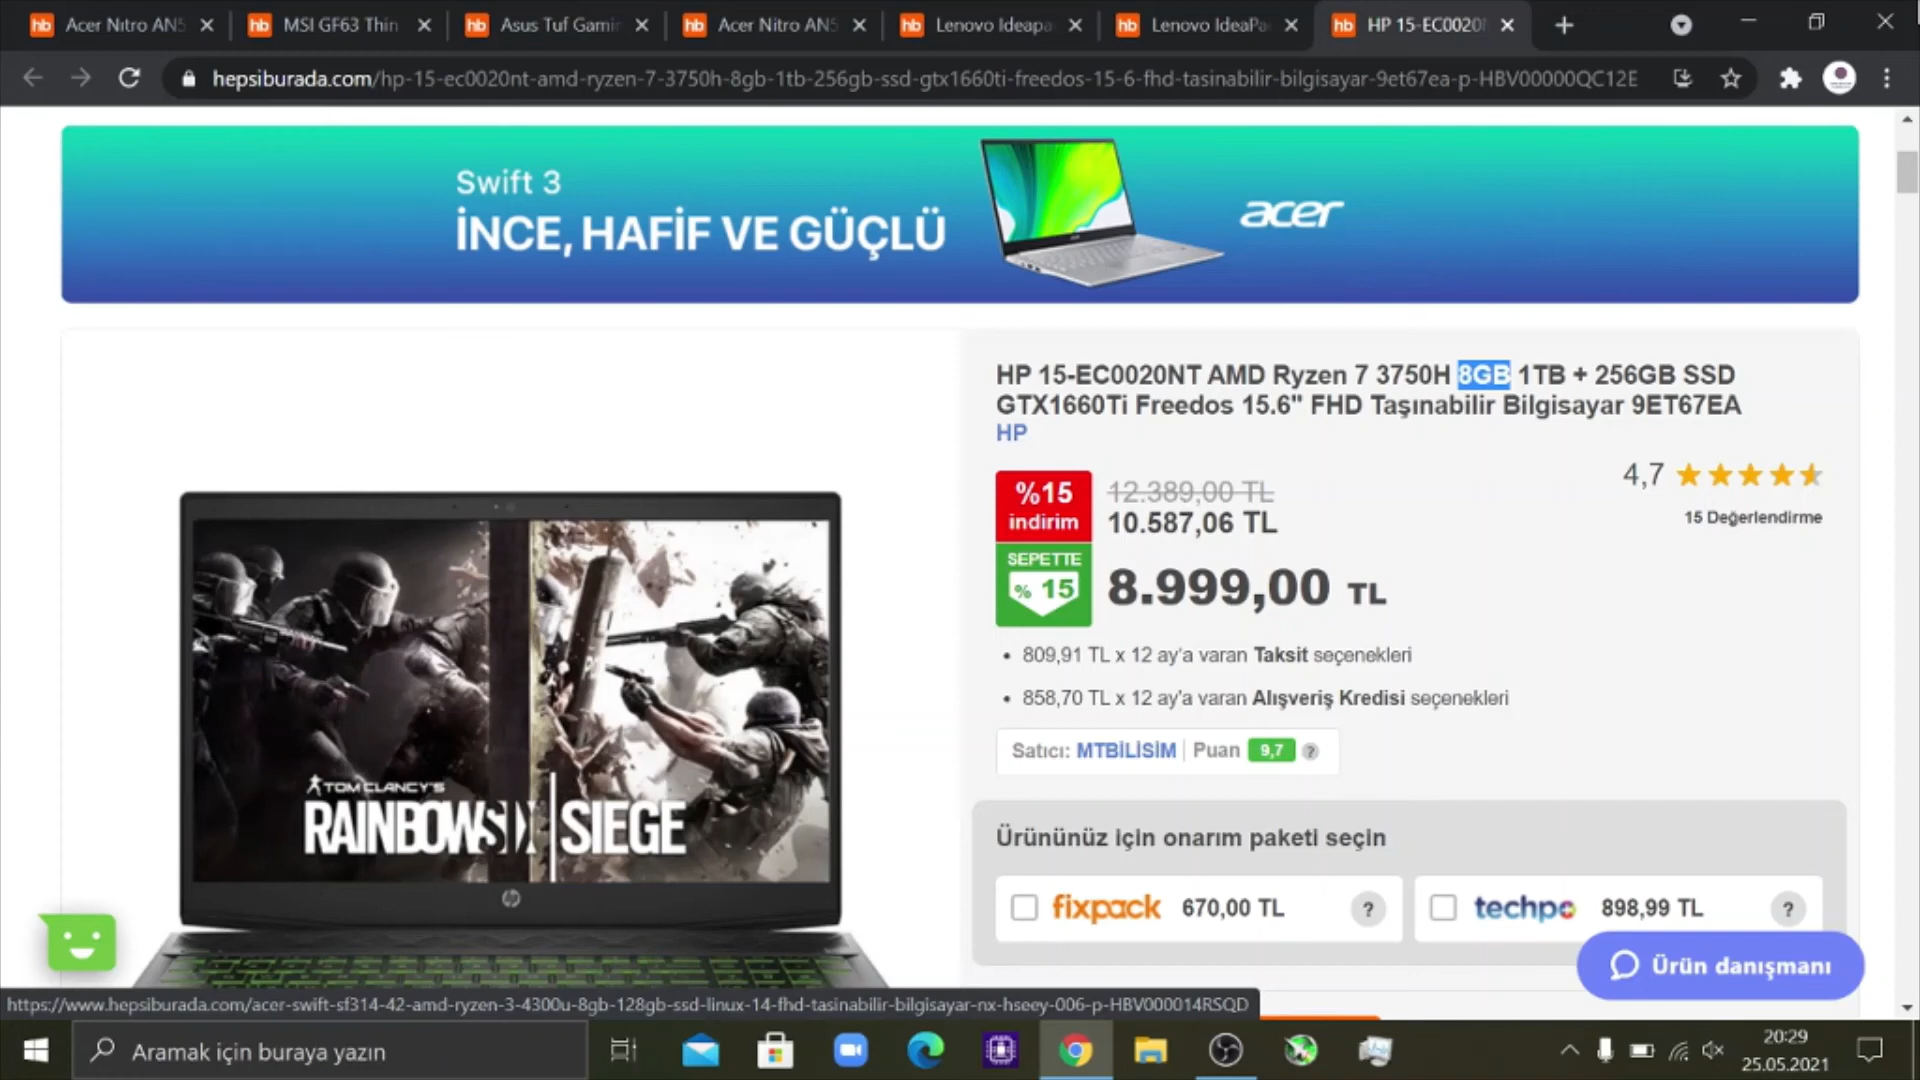 Acer Nitro AN5
MSI GF63 Thin
Asus Tuf Gamin
Acer Nitro AN5
Lenovo Ideapa
Lenovo IdeaPa
HP 15-EC0020N
hepsiburada.com/hp-15-ec0020nt-amd-ryzen-7-3750h-8gb-1tb-256gb-ssd-gtx1660ti-freedos-15-6-fhd-tasinabilir-bilgisayar-9et67ea-p-HBV00000QC12E
Swift 3
İNCE, HAFİF VE GÜÇLÜ
acer
HP 15-EC0020NT AMD Ryzen 7 3750H 8GB 1TB + 256GB SSD
GTX1660Ti Freedos 15.6" FHD Taşınabilir Bilgisayar 9ET67EA
HP
%15
indirim
12.389,00 TL
10.587,06 TL
4,7
15 Değerlendirme
SEPETTE
% 15
8.999,00 TL
• 809,91 TL x 12 ay'a varan Taksit seçenekleri
• 858,70 TL x 12 ay'a varan Alışveriş Kredisi seçenekleri
Satıcı: MTBİLİSİM | Puan 9,7 ?
TOM CLANCY'S
RAINBOWSIX SIEGE
hp
Ürününüz için onarım paketi seçin
fixpack 670,00 TL ?
techpo 898,99 TL ?
Ürün danışmanı
https://www.hepsiburada.com/acer-swift-sf314-42-amd-ryzen-3-4300u-8gb-128gb-ssd-linux-14-fhd-tasinabilir-bilgisayar-nx-hseey-006-p-HBV000014RSQD
Aramak için buraya yazın
20:29
25.05.2021